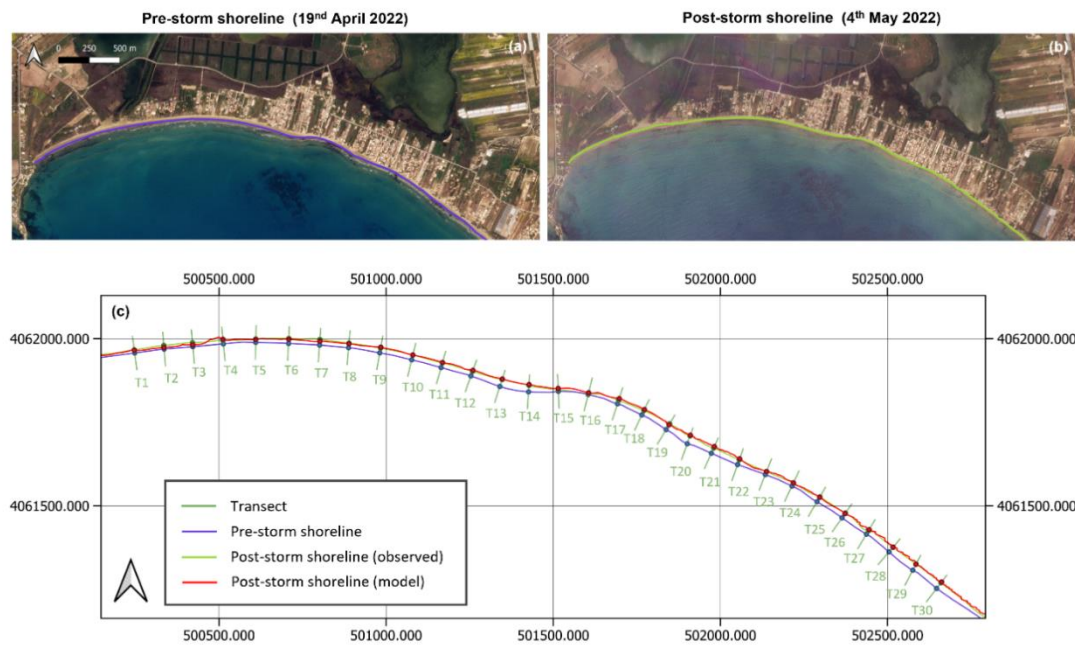 Pre-storm shoreline (19nd April 2022)
Post-storm shoreline (4th May 2022)
(a)
0 250 500 m
(b)
500500.000 501000.000 501500.000 502000.000 502500.000
(c)
4062000.000
4062000.000
T1 T2 T3 T4 T5 T6 T7 T8 T9 T10 T11 T12 T13 T14 T15 T16 T17 T18 T19 T20 T21 T22 T23 T24 T25 T26 T27 T28 T29 T30
4061500.000
4061500.000
Transect
Pre-storm shoreline
Post-storm shoreline (observed)
Post-storm shoreline (model)
500500.000 501000.000 501500.000 502000.000 502500.000